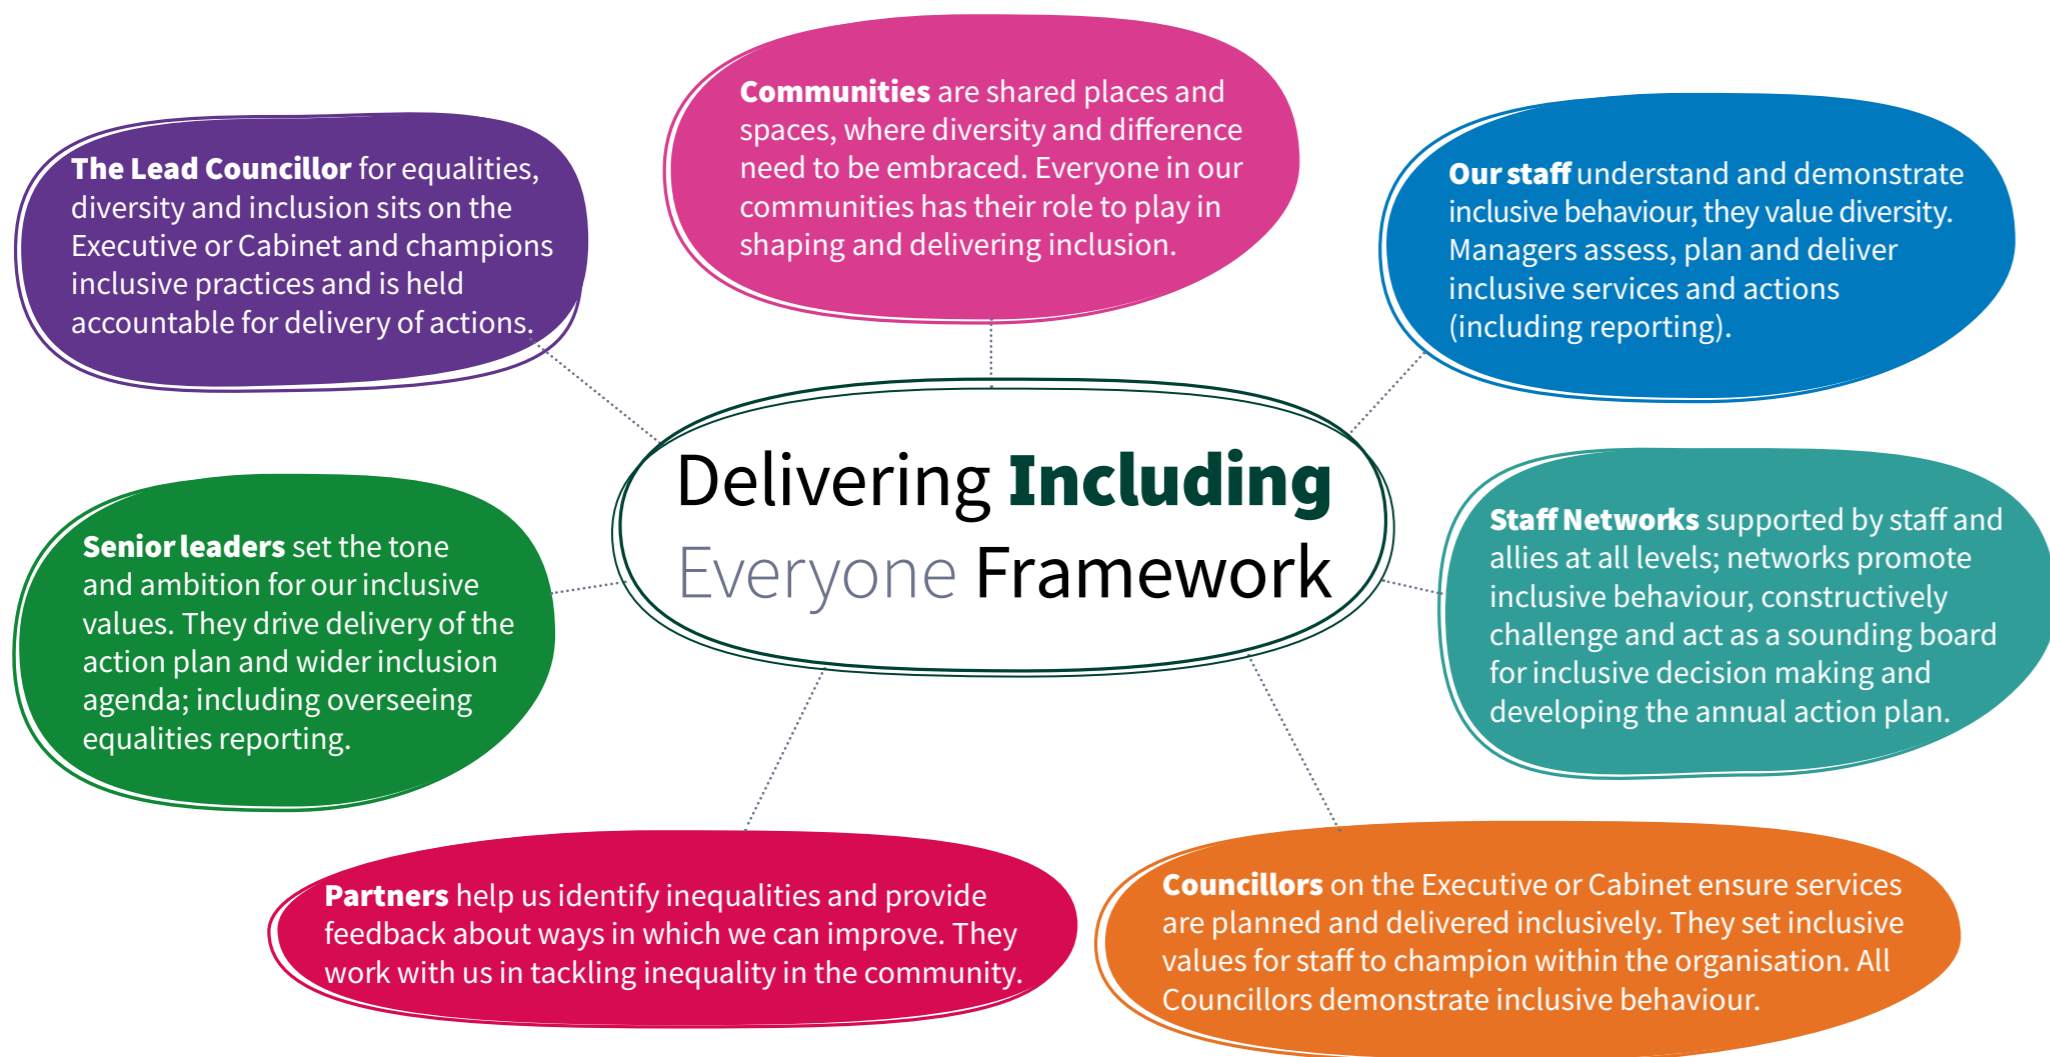 Communities are shared places and
spaces, where diversity and difference
need to be embraced. Everyone in our
communities has their role to play in
shaping and delivering inclusion.
The Lead Councillor for equalities,
diversity and inclusion sits on the
Executive or Cabinet and champions
inclusive practices and is held
accountable for delivery of actions.
Our staff understand and demonstrate
inclusive behaviour, they value diversity.
Managers assess, plan and deliver
inclusive services and actions
(including reporting).
Delivering Including
Everyone Framework
Senior leaders set the tone
and ambition for our inclusive
values. They drive delivery of the
action plan and wider inclusion
agenda; including overseeing
equalities reporting.
Staff Networks supported by staff and
allies at all levels; networks promote
inclusive behaviour, constructively
challenge and act as a sounding board
for inclusive decision making and
developing the annual action plan.
Partners help us identify inequalities and provide
feedback about ways in which we can improve. They
work with us in tackling inequality in the community.
Councillors on the Executive or Cabinet ensure services
are planned and delivered inclusively. They set inclusive
values for staff to champion within the organisation. All
Councillors demonstrate inclusive behaviour.